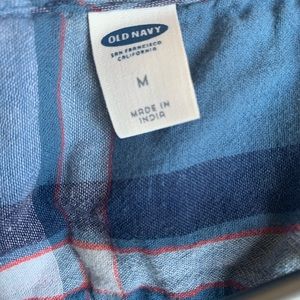 OLD NAVY
SAN FRANCISCO
CALIFORNIA
M
MADE IN
INDIA